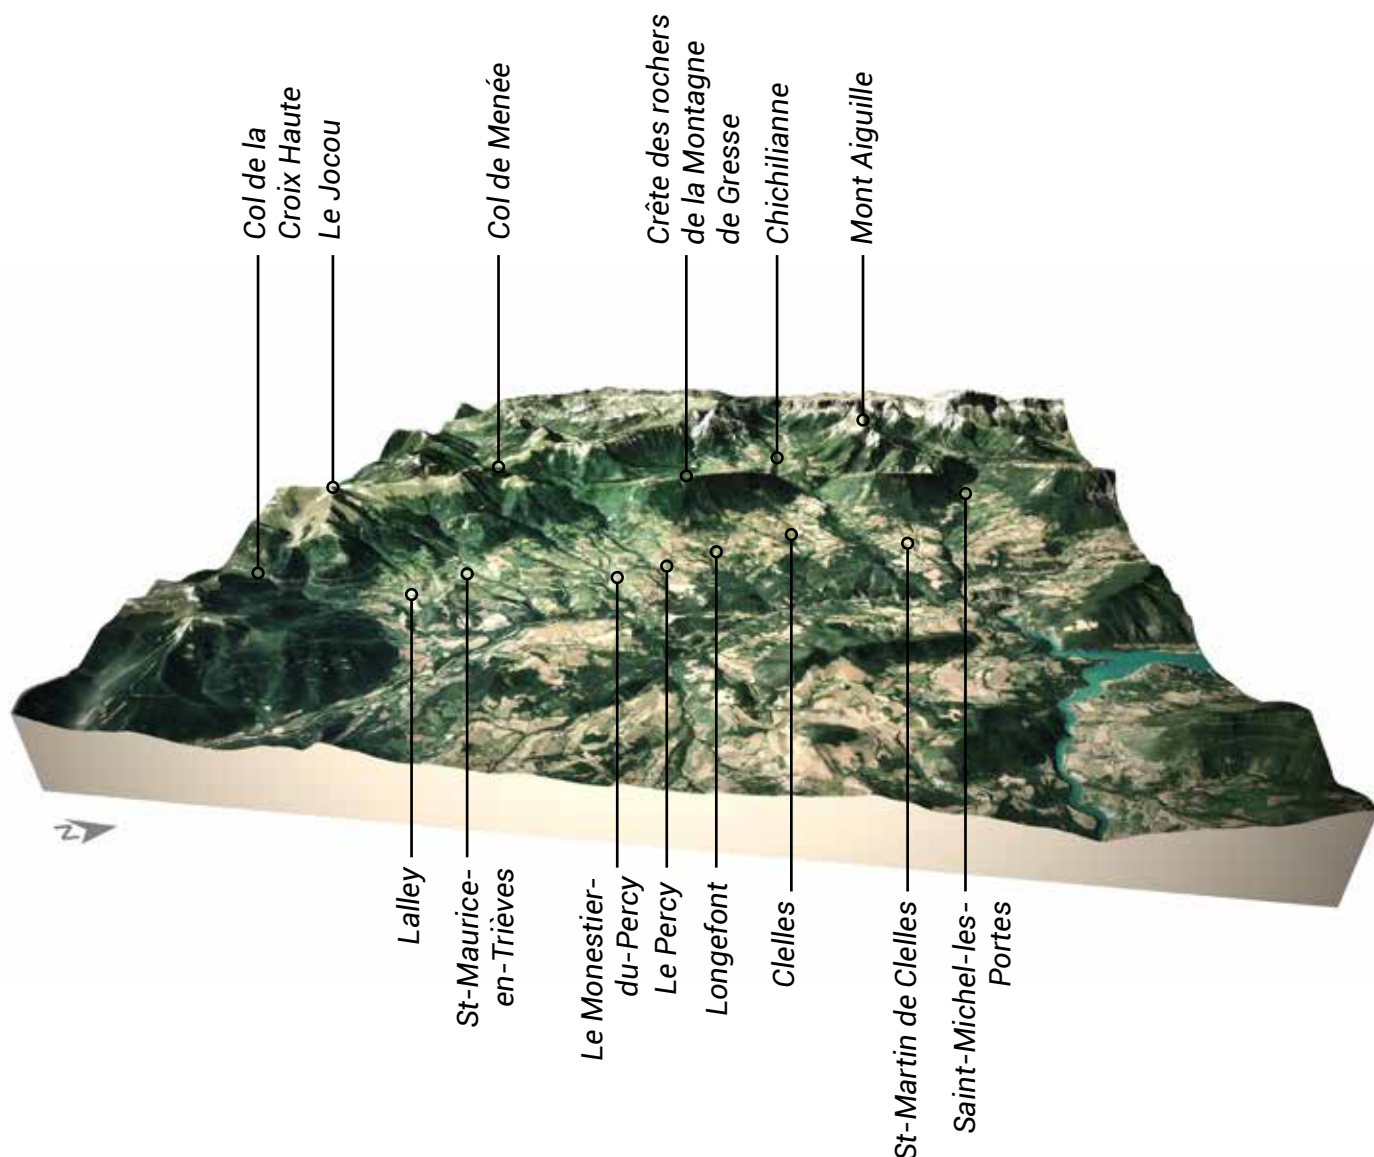 Col de la
Croix Haute
Le Jocou
Col de Menée
Crête des rochers
de la Montagne
de Gresse
Chichilianne
Mont Aiguille
N
Lalley
St-Maurice-
en-Trièves
Le Monestier-
du-Percy
Le Percy
Longefont
Clelles
St-Martin de Clelles
Saint-Michel-les-
Portes